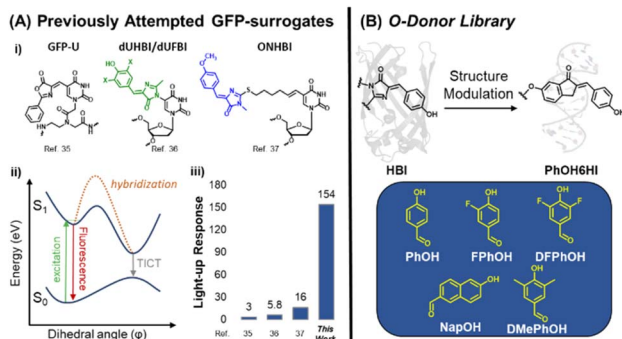 (A) Previously Attempted GFP-surrogates
i)
GFP-U
dUHBI/dUFBI
ONHBI
Ref. 35
Ref. 36
Ref. 37
ii)
hybridization
S1
S0
excitation
Fluorescence
TICT
Energy (eV)
Dihedral angle (φ)
iii)
Light-up Response
180
150
120
90
60
30
0
3
5.8
16
154
Ref.
35
36
37
This
Work
(B) O-Donor Library
Structure
Modulation
HBI
PhOH6HI
PhOH
FPhOH
DFPhOH
NapOH
DMePhOH